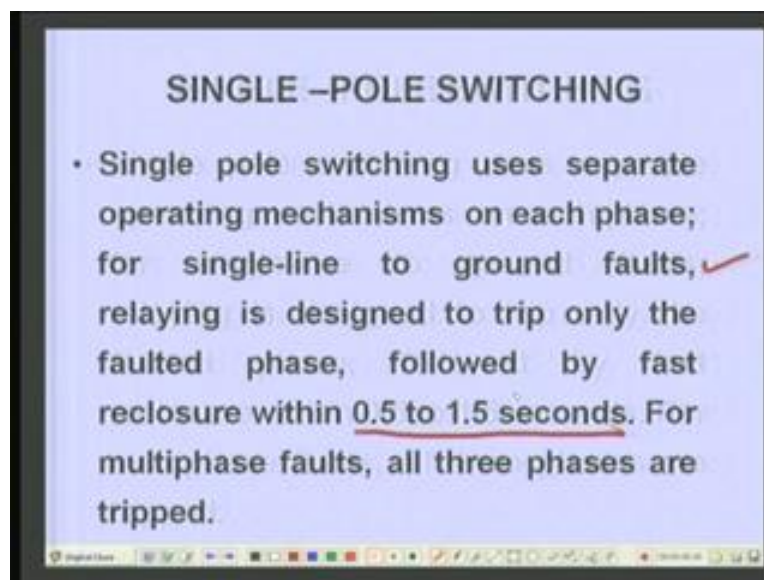 SINGLE –POLE SWITCHING
• Single pole switching uses separate
operating mechanisms on each phase;
for single-line to ground faults,
relaying is designed to trip only the
faulted phase, followed by fast
reclosure within 0.5 to 1.5 seconds. For
multiphase faults, all three phases are
tripped.